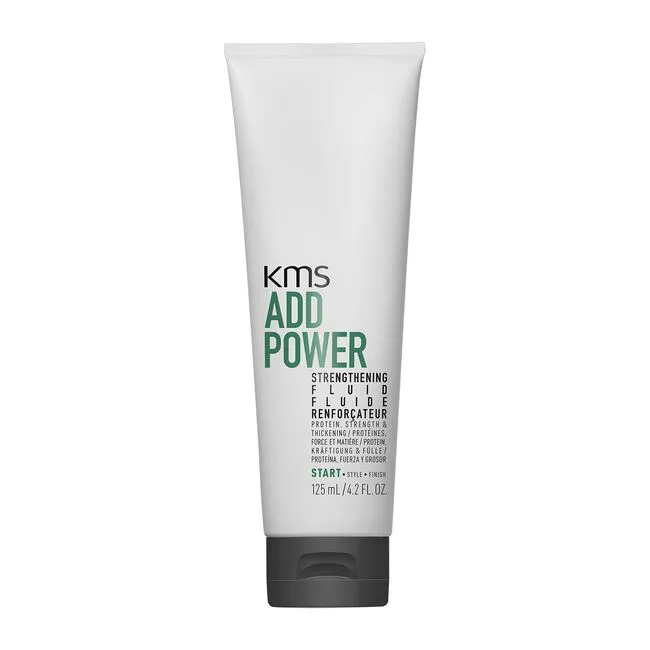 KMS
ADD
POWER
STRENGTHENING
FLUID
FLUIDE
RENFORÇATEUR
PROTEIN, STRENGTH &
THICKENING / PROTÉINES,
FORCE ET MATIÈRE / PROTEIN,
KRÄFTIGUNG & FÜLLE /
PROTEÍNA, FUERZA Y GROSOR
START • STYLE • FINISH
125 mL/4.2 FL. OZ.